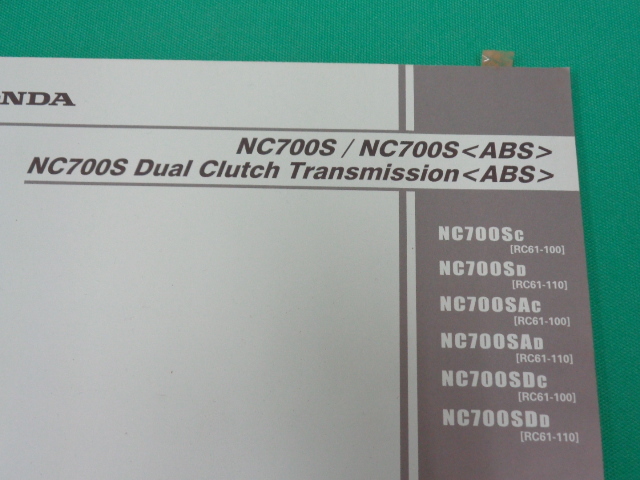 ONDA
NC700S / NC700S<ABS>
NC700S Dual Clutch Transmission<ABS>
NC700SC
[RC61-100]
NC700SD
[RC61-110]
NC700SAC
[RC61-100]
NC700SAD
[RC61-110]
NC700SDC
[RC61-100]
NC700SDD
[RC61-110]